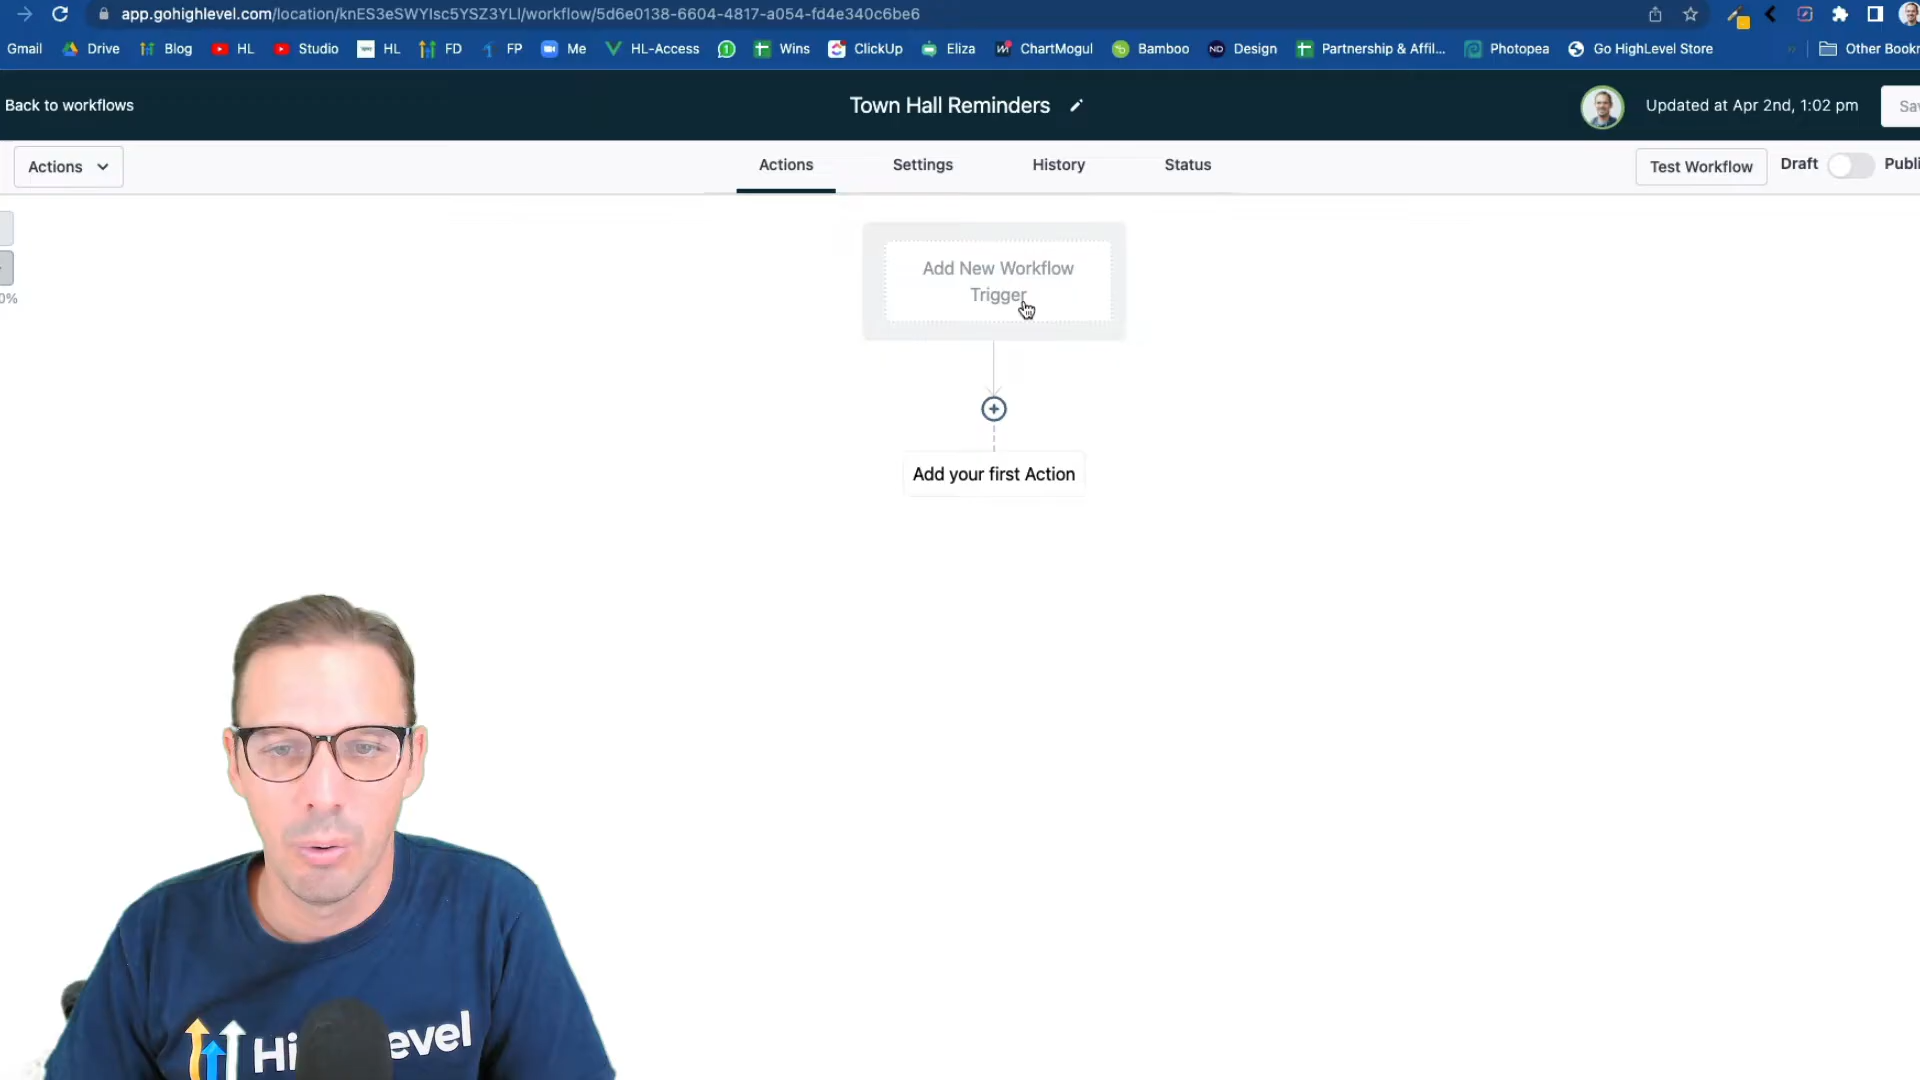 app.gohighlevel.com/location/knES3eSWYIsc5YSZ3YLI/workflow/5d6e0138-6604-4817-a054-fd4e340c6be6
Gmail Drive Blog HL Studio HL FD FP Me HL-Access Wins ClickUp Eliza ChartMogul Bamboo Design Partnership & Affil... Photopea Go HighLevel Store Other Bookr
Back to workflows Town Hall Reminders Updated at Apr 2nd, 1:02 pm Sav
Actions Actions Settings History Status Test Workflow Draft Publi
0%
Add New Workflow
Trigger
Add your first Action
Hi evel